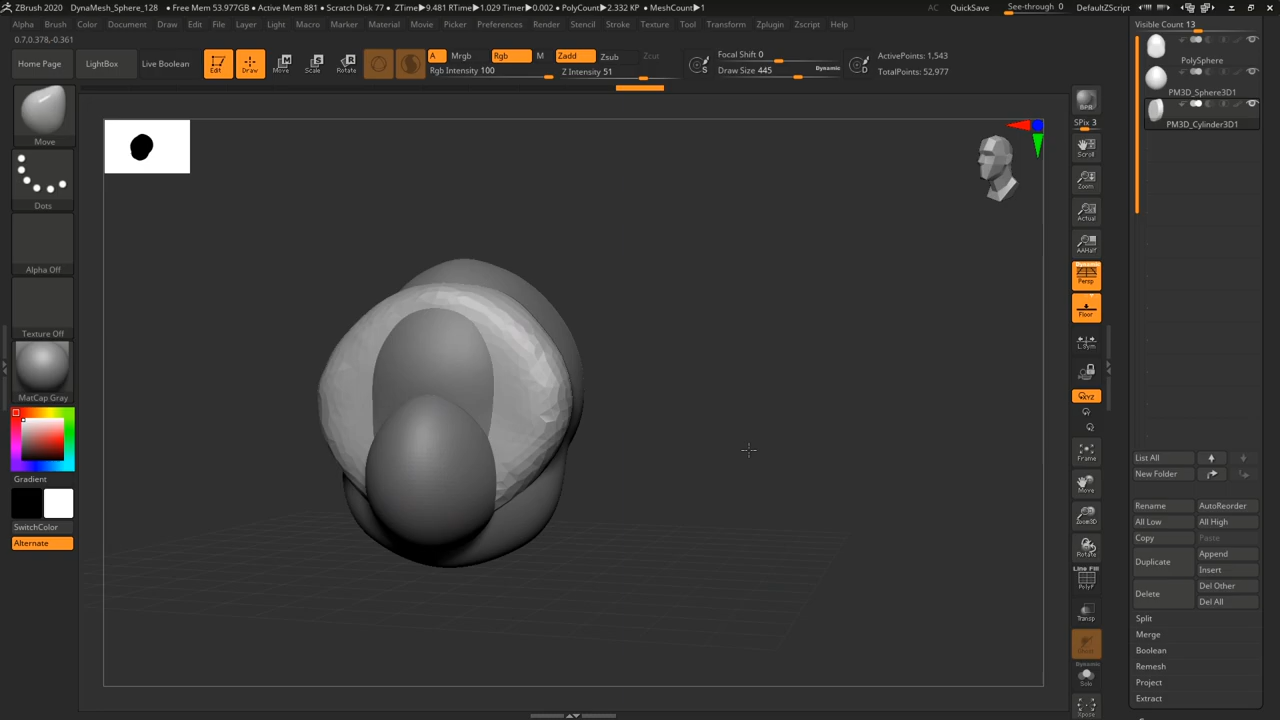 ZBrush 2020 DynaMesh_Sphere_128 • Free Mem 53.977GB • Active Mem 881 • Scratch Disk 77 • ZTime▶9.481 RTime▶1.029 Timer▶0.002 • PolyCount▶2.332 KP • MeshCount▶1 AC QuickSave See-through 0 Menus DefaultZScript
Alpha Brush Color Document Draw Edit File Layer Light Macro Marker Material Movie Picker Preferences Render Stencil Stroke Texture Tool Transform Zplugin Zscript Help
Visible Count 13
0.7,0.378,-0.361
Home Page LightBox Live Boolean Edit Draw Move Scale Rotate A Mrgb Rgb M Zadd Zsub Zcut Focal Shift 0 ActivePoints: 1,543
Rgb Intensity 100 Z Intensity 51 Draw Size 445 Dynamic TotalPoints: 52,977
PolySphere
PM3D_Sphere3D1
PM3D_Cylinder3D1
Move
Dots
Alpha Off
Texture Off
MatCap Gray
Gradient
SwitchColor
Alternate
BPR
SPix 3
Scroll
Zoom
Actual
AAHalf
Dynamic
Persp
Floor
L.Sym
XYZ
Frame
Move
Zoom3D
Rotate
Line Fill
PolyF
Transp
Ghost
Dynamic
Solo
Xpose
List All
New Folder
Rename AutoReorder
All Low All High
Copy Paste
Duplicate Append
Insert
Delete Del Other
Del All
Split
Merge
Boolean
Remesh
Project
Extract